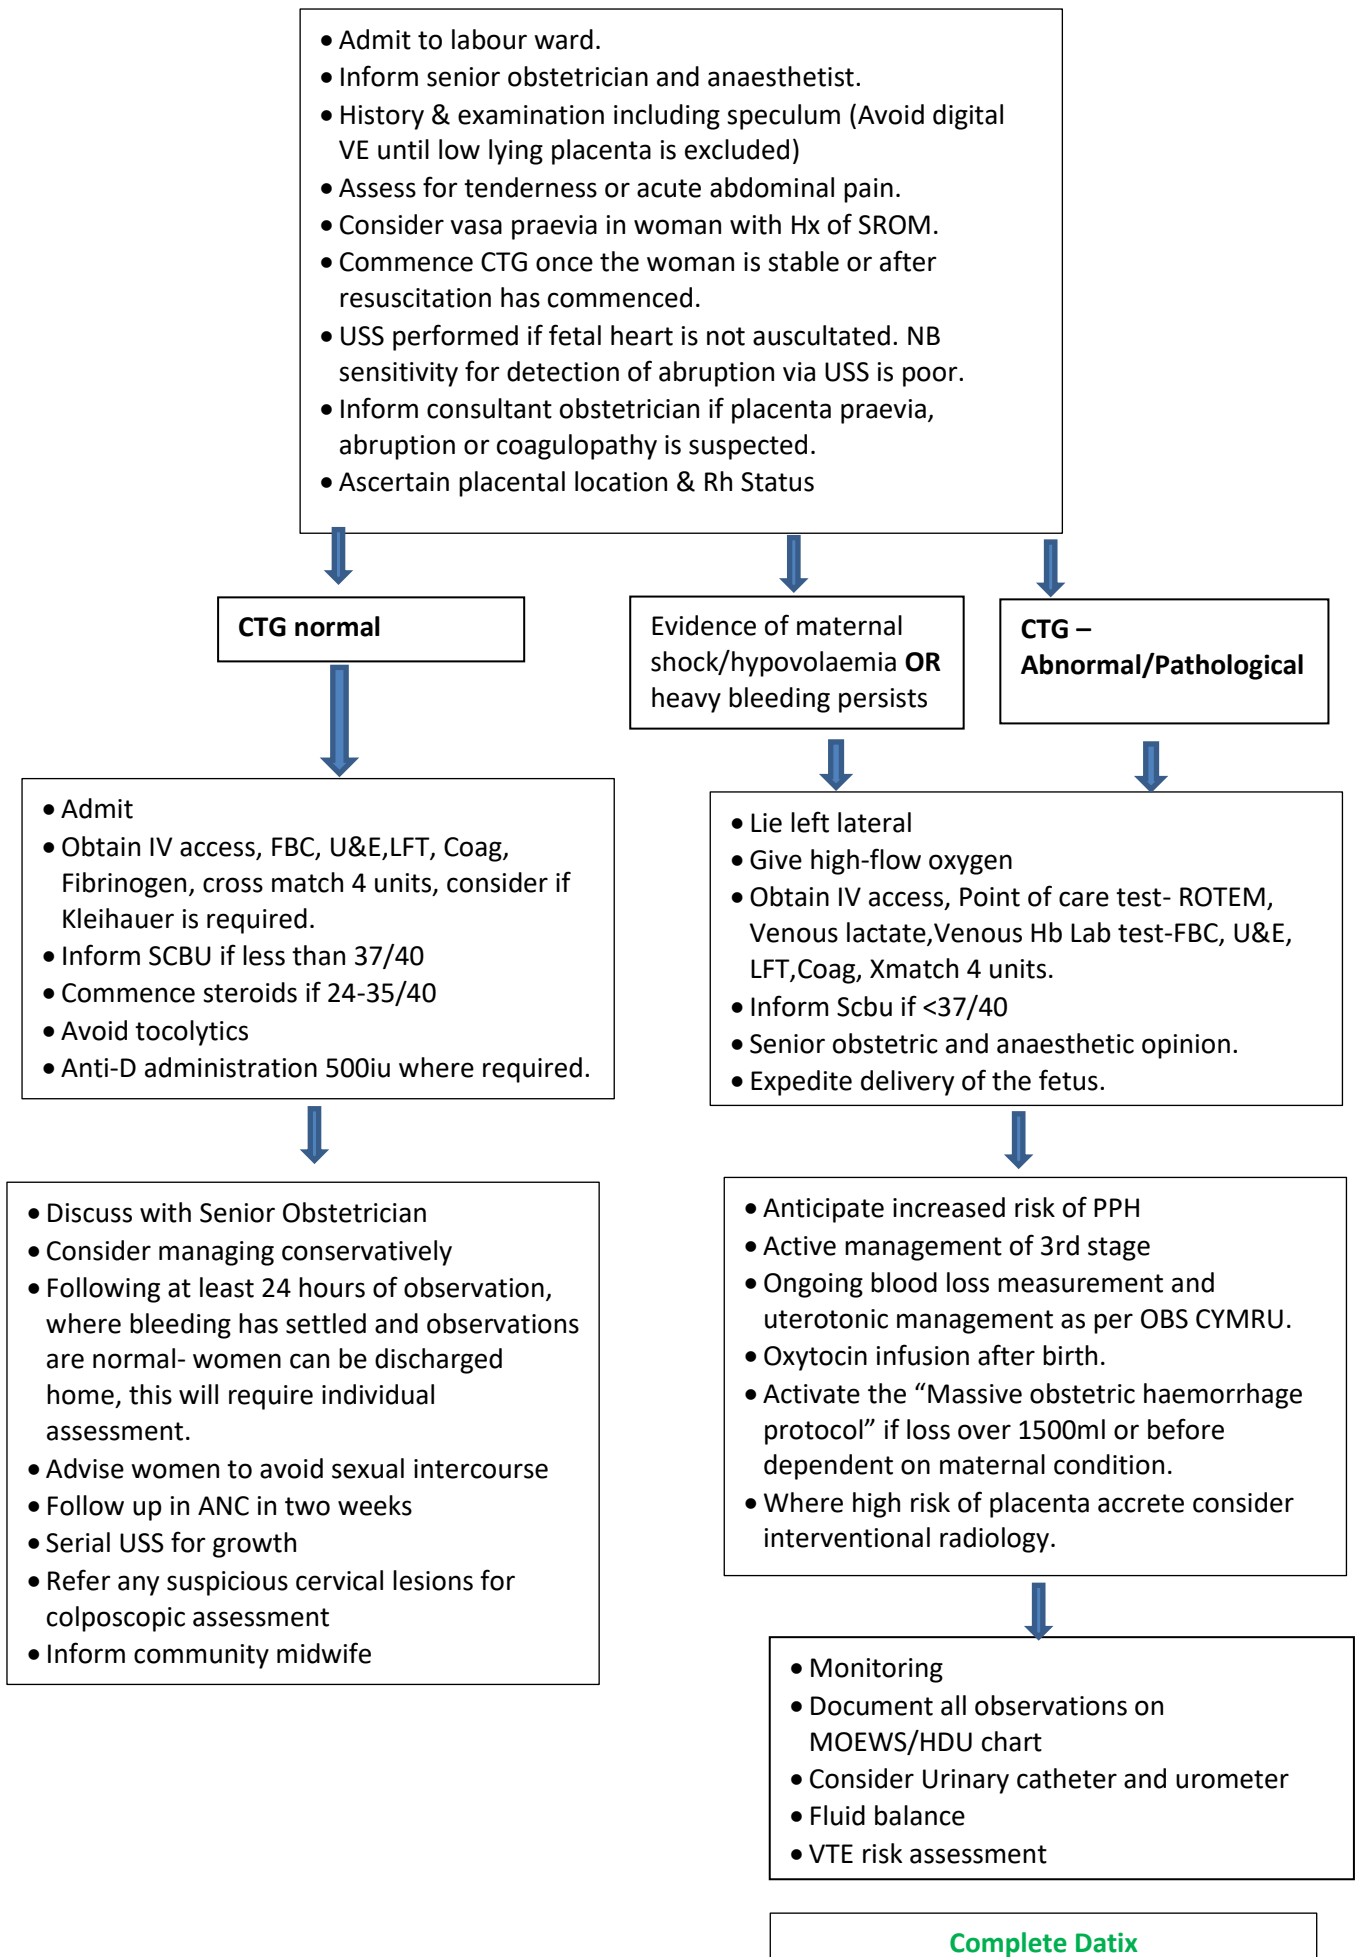 • Admit to labour ward.
• Inform senior obstetrician and anaesthetist.
• History & examination including speculum (Avoid digital
VE until low lying placenta is excluded)
• Assess for tenderness or acute abdominal pain.
• Consider vasa praevia in woman with Hx of SROM.
• Commence CTG once the woman is stable or after
resuscitation has commenced.
• USS performed if fetal heart is not auscultated. NB
sensitivity for detection of abruption via USS is poor.
• Inform consultant obstetrician if placenta praevia,
abruption or coagulopathy is suspected.
• Ascertain placental location & Rh Status
CTG normal
Evidence of maternal
shock/hypovolaemia OR
heavy bleeding persists
CTG –
Abnormal/Pathological
• Admit
• Obtain IV access, FBC, U&E,LFT, Coag,
Fibrinogen, cross match 4 units, consider if
Kleihauer is required.
• Inform SCBU if less than 37/40
• Commence steroids if 24-35/40
• Avoid tocolytics
• Anti-D administration 500iu where required.
• Lie left lateral
• Give high-flow oxygen
• Obtain IV access, Point of care test- ROTEM,
Venous lactate,Venous Hb Lab test-FBC, U&E,
LFT,Coag, Xmatch 4 units.
• Inform Scbu if <37/40
• Senior obstetric and anaesthetic opinion.
• Expedite delivery of the fetus.
• Discuss with Senior Obstetrician
• Consider managing conservatively
• Following at least 24 hours of observation,
where bleeding has settled and observations
are normal- women can be discharged
home, this will require individual
assessment.
• Advise women to avoid sexual intercourse
• Follow up in ANC in two weeks
• Serial USS for growth
• Refer any suspicious cervical lesions for
colposcopic assessment
• Inform community midwife
• Anticipate increased risk of PPH
• Active management of 3rd stage
• Ongoing blood loss measurement and
uterotonic management as per OBS CYMRU.
• Oxytocin infusion after birth.
• Activate the “Massive obstetric haemorrhage
protocol” if loss over 1500ml or before
dependent on maternal condition.
• Where high risk of placenta accrete consider
interventional radiology.
• Monitoring
• Document all observations on
MOEWS/HDU chart
• Consider Urinary catheter and urometer
• Fluid balance
• VTE risk assessment
Complete Datix